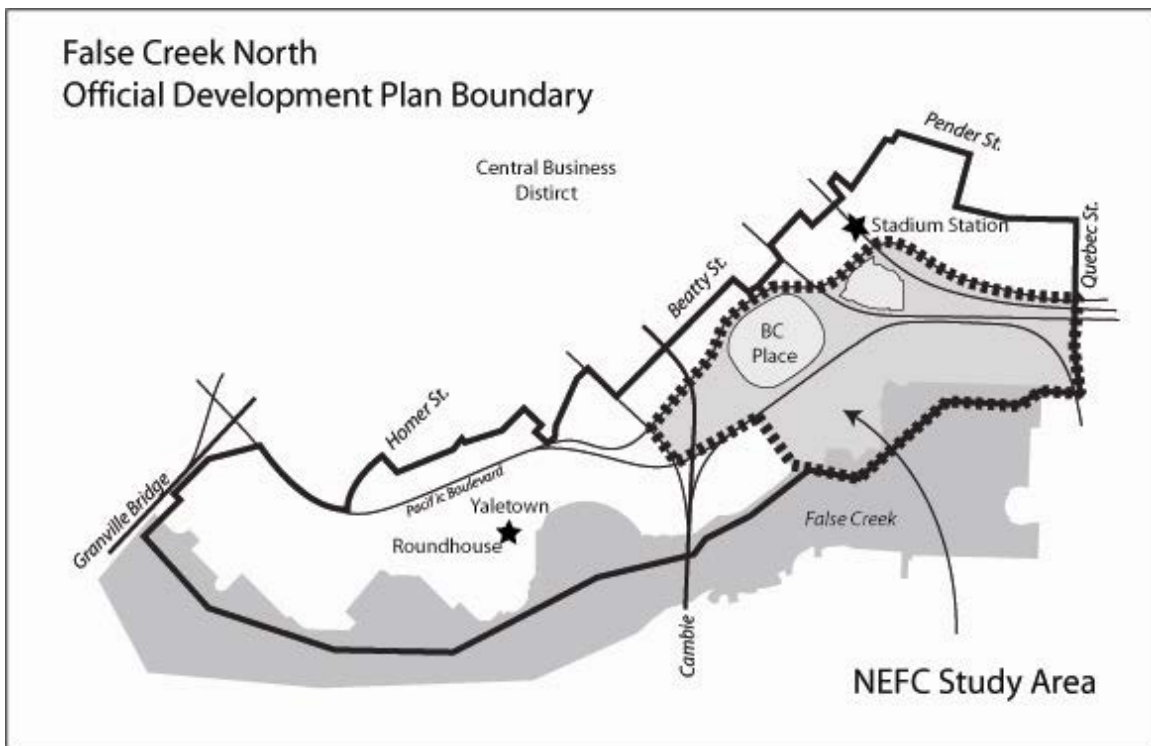 False Creek North
Official Development Plan Boundary
Central Business
Distirct
Pender St.
Stadium Station
Quebec St.
Beatty St.
BC
Place
Homer St.
Pacific Boulevard
Granville Bridge
Yaletown
Roundhouse
False Creek
Cambie
NEFC Study Area